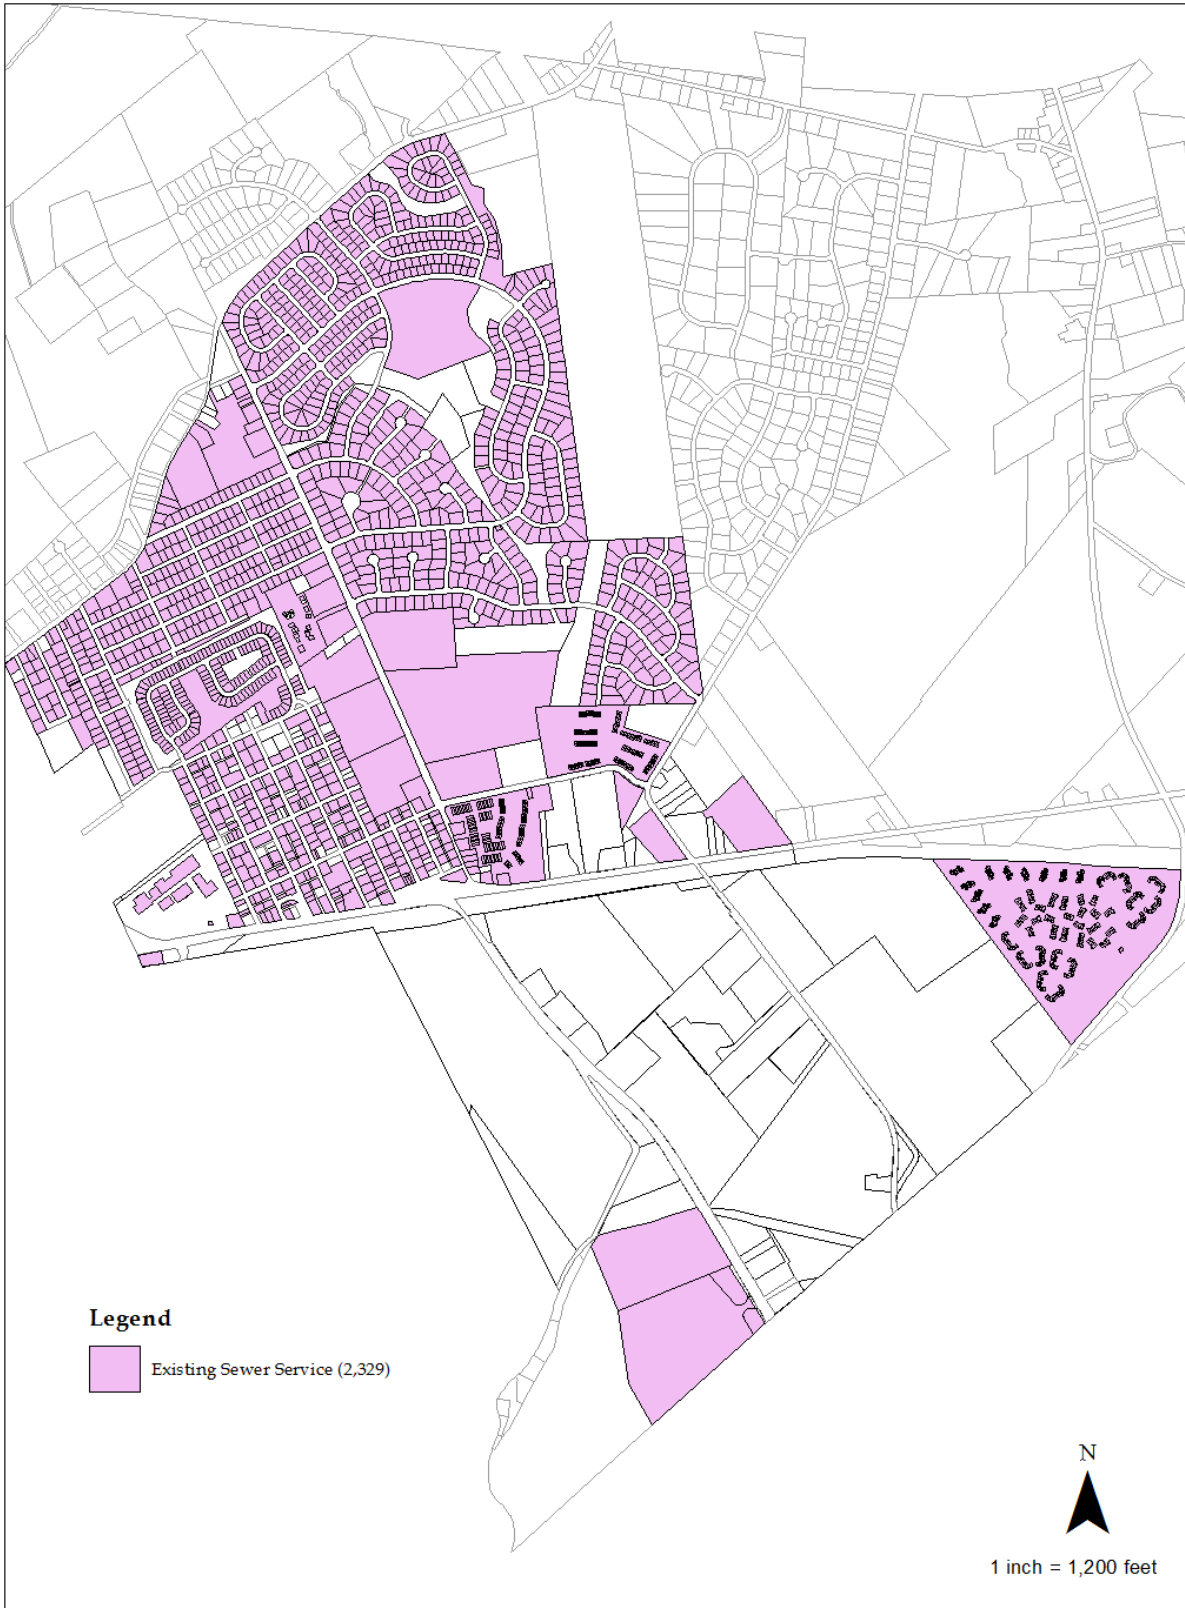 Legend
Existing Sewer Service (2,329)
N
1 inch = 1,200 feet